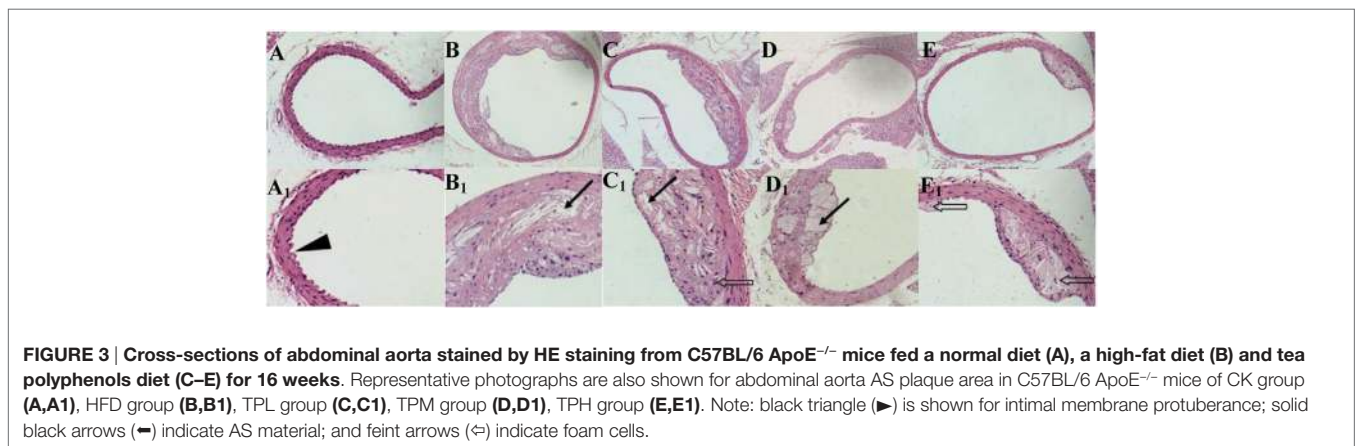 A B C D E
A1 B1 C1 D1 E1
FIGURE 3 | Cross-sections of abdominal aorta stained by HE staining from C57BL/6 ApoE−/− mice fed a normal diet (A), a high-fat diet (B) and tea
polyphenols diet (C–E) for 16 weeks. Representative photographs are also shown for abdominal aorta AS plaque area in C57BL/6 ApoE−/− mice of CK group
(A,A1), HFD group (B,B1), TPL group (C,C1), TPM group (D,D1), TPH group (E,E1). Note: black triangle (►) is shown for intimal membrane protuberance; solid
black arrows (⬅) indicate AS material; and feint arrows (⇦) indicate foam cells.